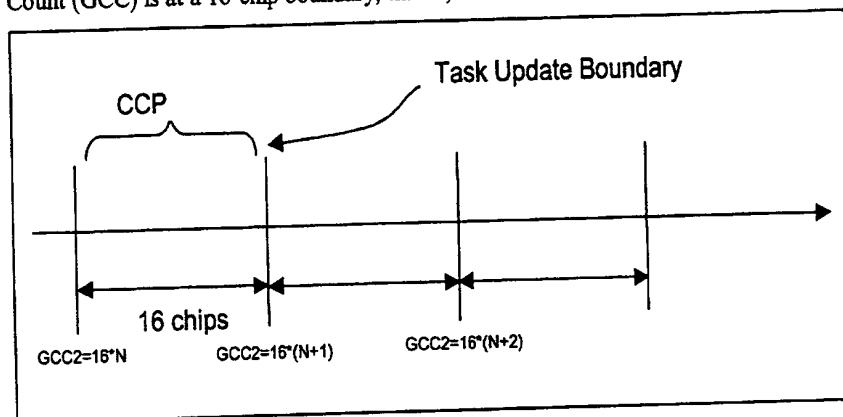 Count (GCC) is at a 16-chip boundary,
Task Update Boundary
CCP
16 chips
GCC2=16*N
GCC2=16*(N+1)
GCC2=16*(N+2)